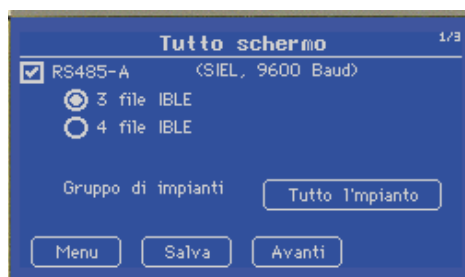 Tutto schermo 1/3
RS485-A (SIEL, 9600 Baud)
3 file IBLE
4 file IBLE
Gruppo di impianti Tutto l'mpianto
Menu Salva Avanti